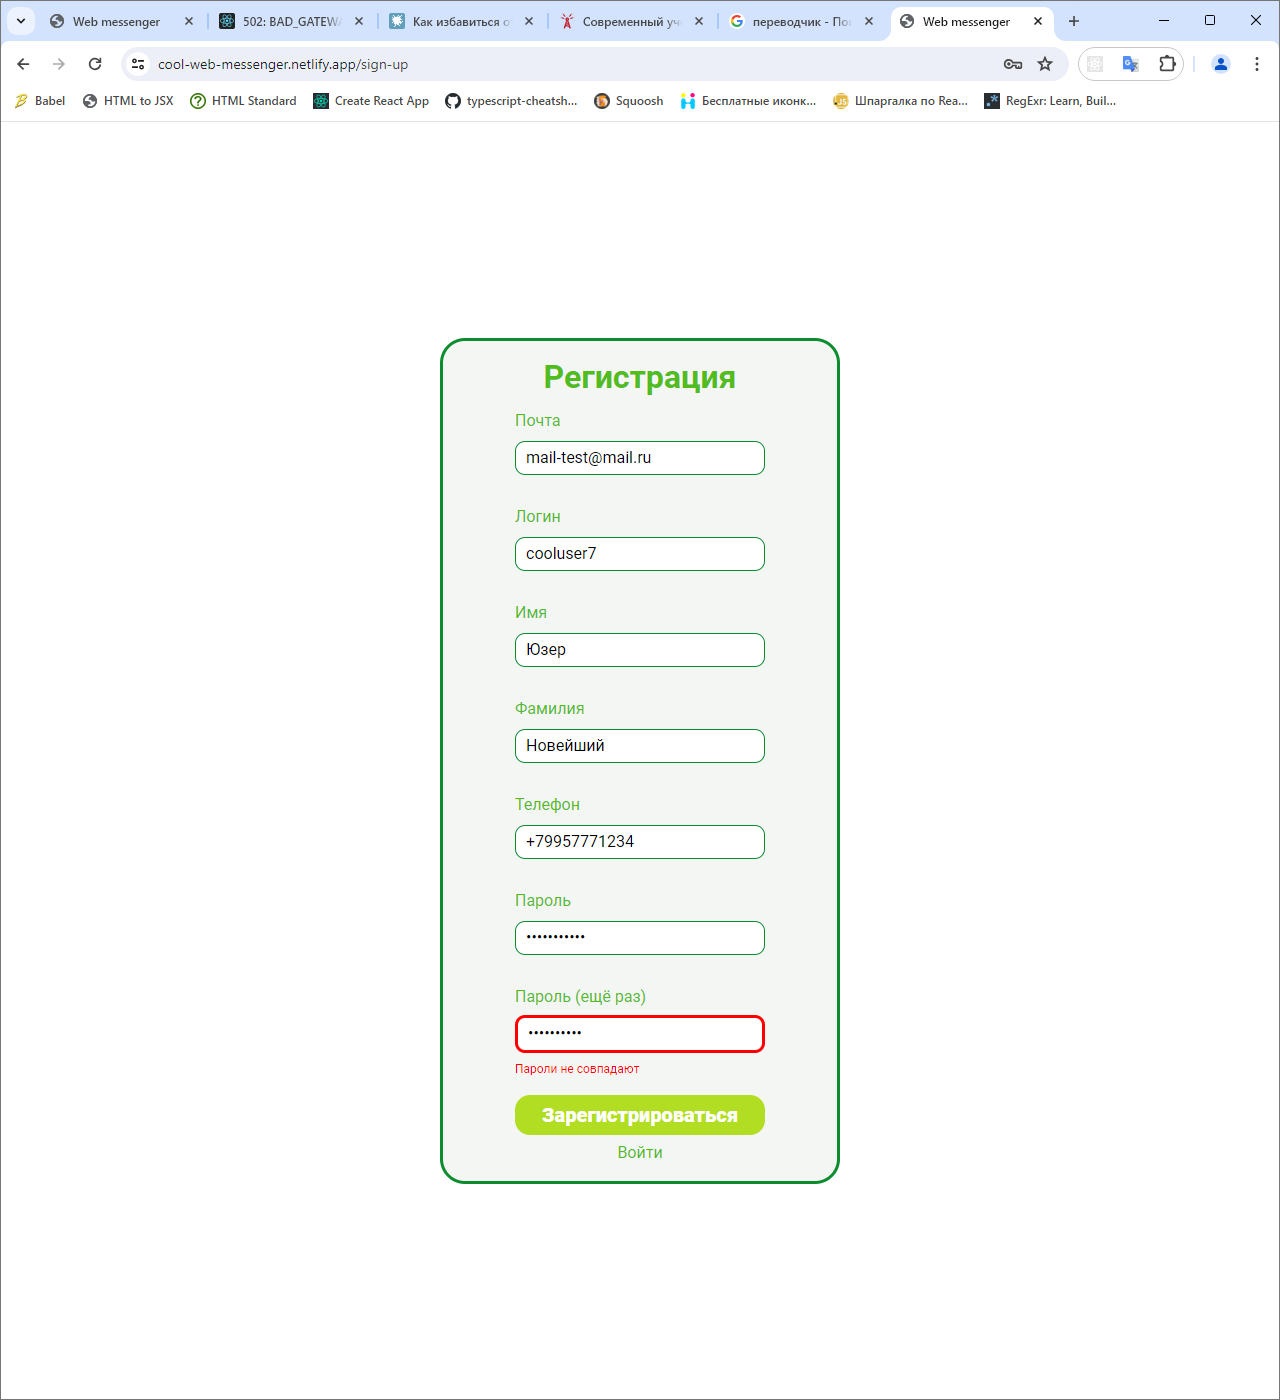 Web messenger
502: BAD_GATEWA
Как избавиться о
Современный уч
переводчик - По
Web messenger
cool-web-messenger.netlify.app/sign-up
Babel
HTML to JSX
HTML Standard
Create React App
typescript-cheatsh...
Squoosh
Бесплатные иконк...
Шпаргалка по Rea...
RegExr: Learn, Buil...
Регистрация
Почта
mail-test@mail.ru
Логин
cooluser7
Имя
Юзер
Фамилия
Новейший
Телефон
+79957771234
Пароль
•••••••••••
Пароль (ещё раз)
••••••••••
Пароли не совпадают
Зарегистрироваться
Войти